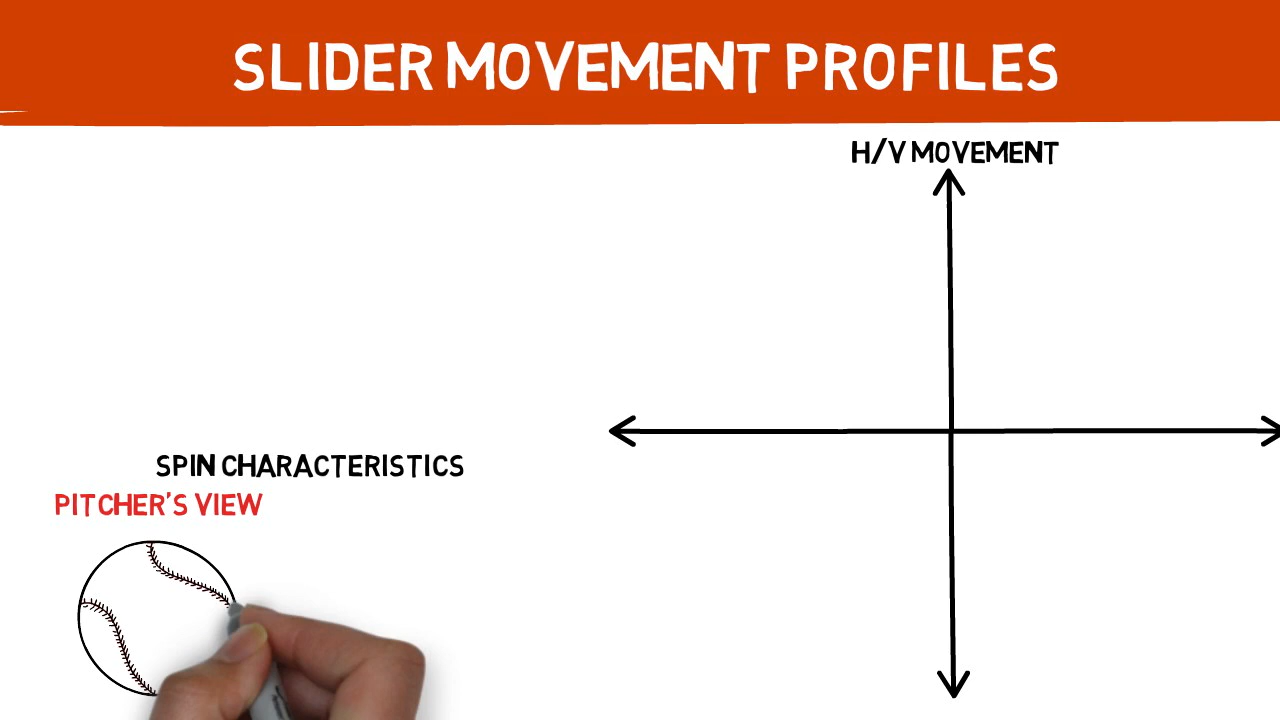 SLIDER MOVEMENT PROFILES
H/V MOVEMENT
SPIN CHARACTERISTICS
PITCHER'S VIEW